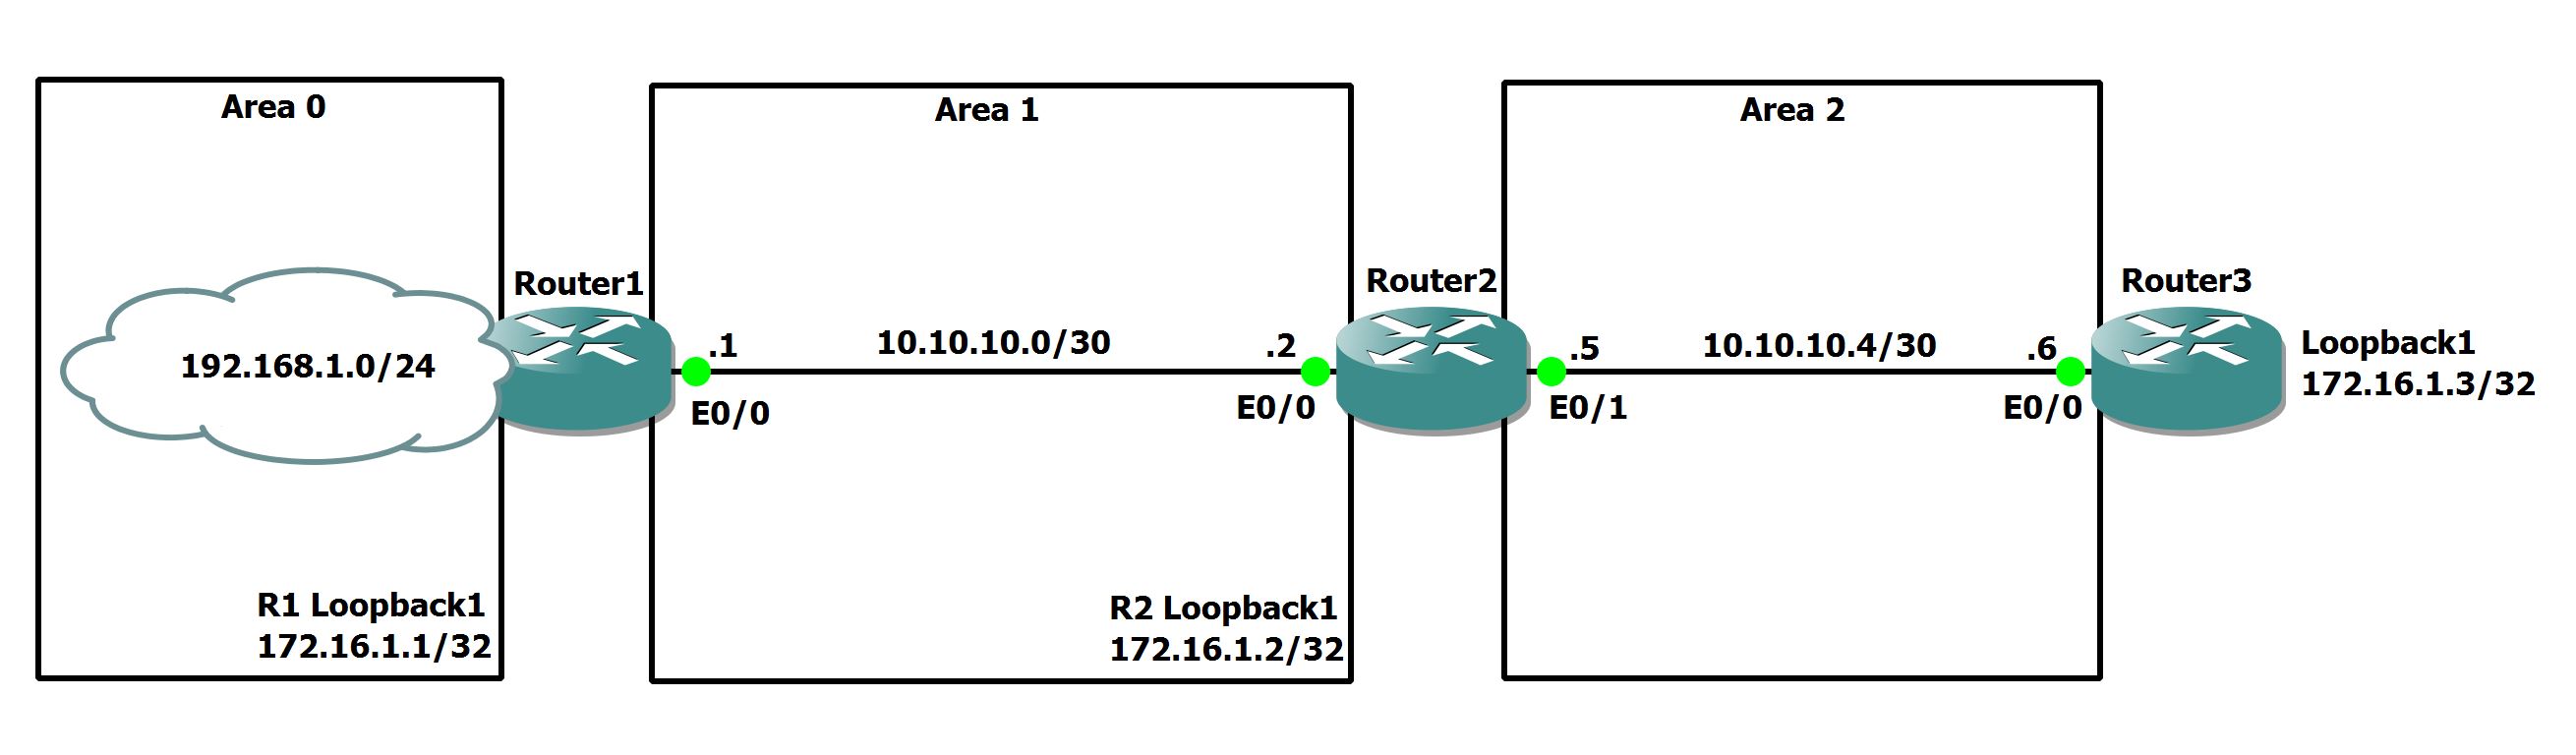 Area 0
Area 1
Area 2
Router1
Router2
Router3
192.168.1.0/24
.1
10.10.10.0/30
.2
.5
10.10.10.4/30
.6
Loopback1
172.16.1.3/32
E0/0
E0/0
E0/1
E0/0
R1 Loopback1
172.16.1.1/32
R2 Loopback1
172.16.1.2/32